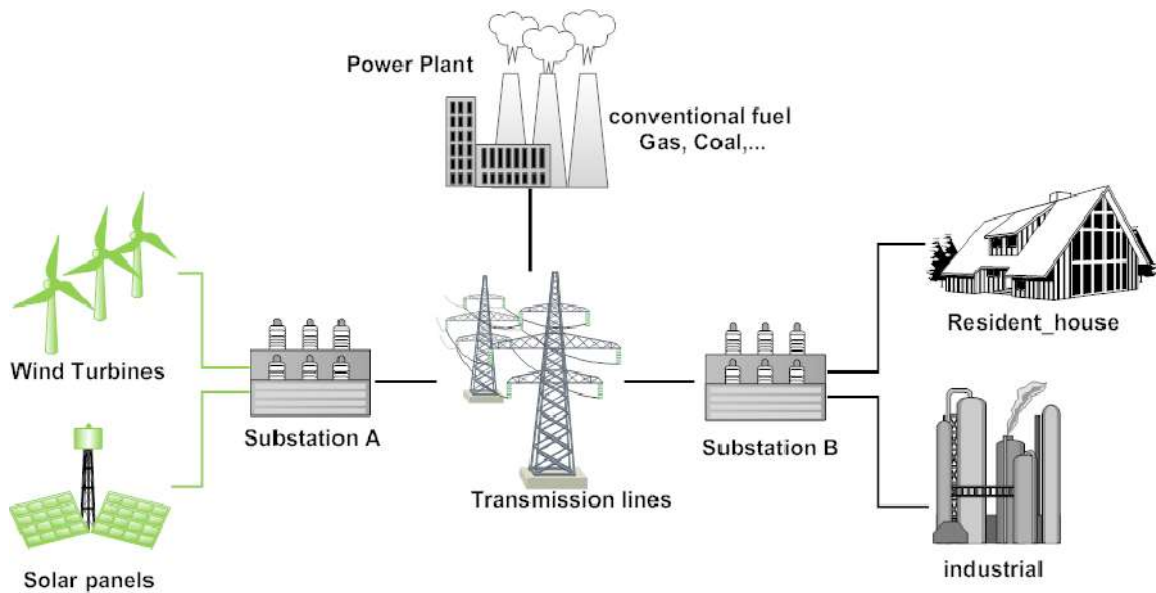 Power Plant
conventional fuel
Gas, Coal,...
Wind Turbines
Resident_house
Substation A
Substation B
Transmission lines
Solar panels
industrial